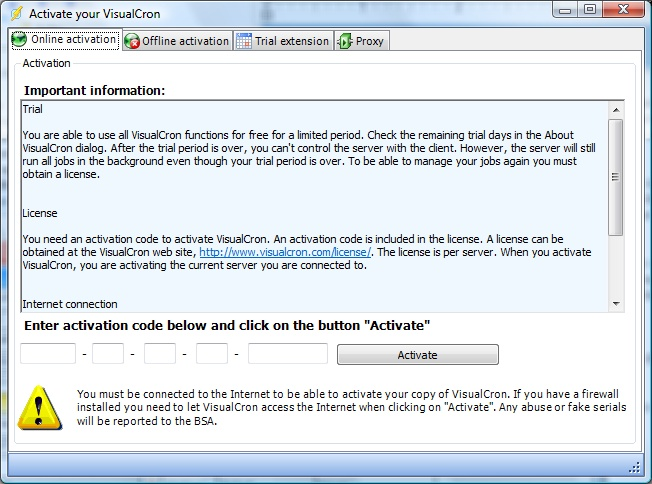 Activate your VisualCron
Online activation
Offline activation
Trial extension
Proxy
Activation
Important information:
Trial
You are able to use all VisualCron functions for free for a limited period. Check the remaining trial days in the About
VisualCron dialog. After the trial period is over, you can't control the server with the client. However, the server will still
run all jobs in the background even though your trial period is over. To be able to manage your jobs again you must
obtain a license.
License
You need an activation code to activate VisualCron. An activation code is included in the license. A license can be
obtained at the VisualCron web site, http://www.visualcron.com/license/. The license is per server. When you activate
VisualCron, you are activating the current server you are connected to.
Internet connection
Enter activation code below and click on the button "Activate"
- - - -
Activate
You must be connected to the Internet to be able to activate your copy of VisualCron. If you have a firewall
installed you need to let VisualCron access the Internet when clicking on "Activate". Any abuse or fake serials
will be reported to the BSA.